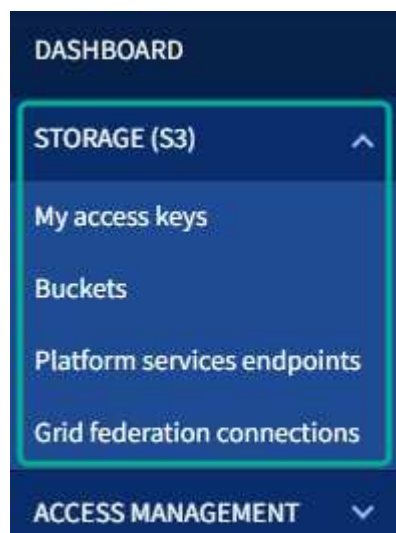 DASHBOARD
STORAGE (S3)
My access keys
Buckets
Platform services endpoints
Grid federation connections
ACCESS MANAGEMENT